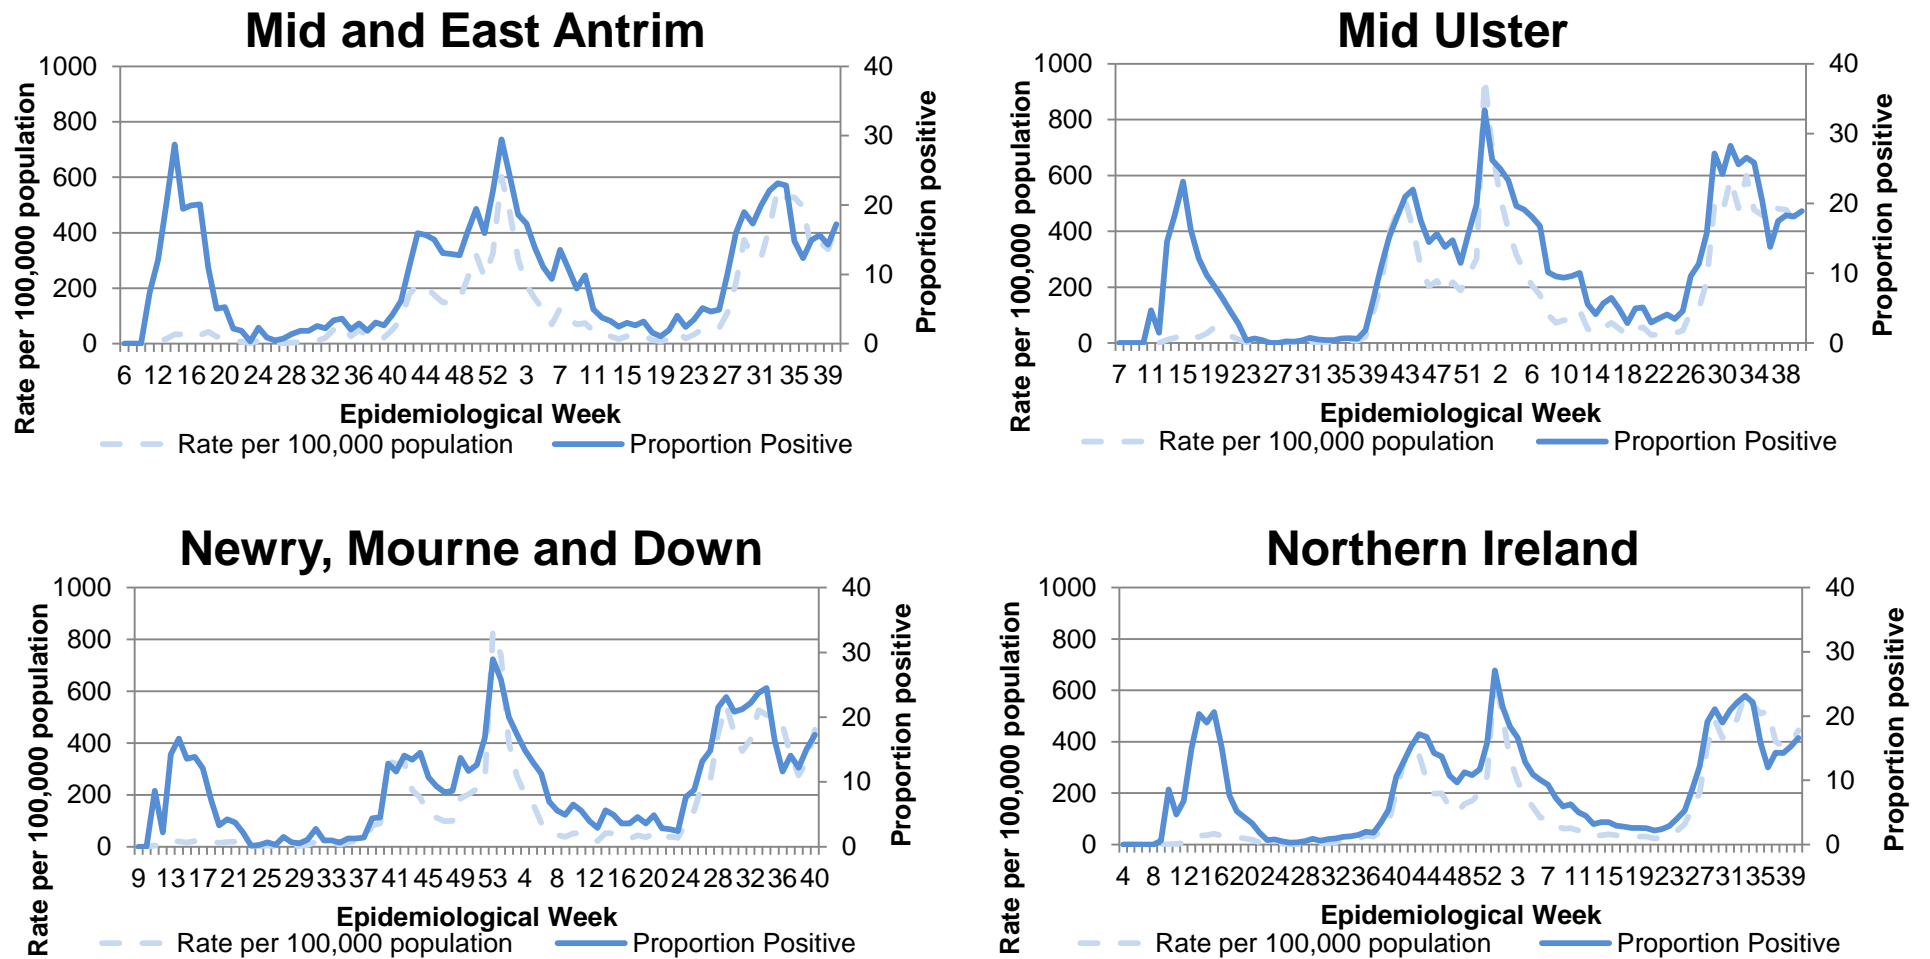 Mid and East Antrim
1000
800
600
400
200
0
40
30
20
10
0
Rate per 100,000 population
Proportion positive
6 12 16 20 24 28 32 36 40 44 48 52 3 7 11 15 19 23 27 31 35 39
Epidemiological Week
Rate per 100,000 population Proportion Positive
Mid Ulster
1000
800
600
400
200
0
40
30
20
10
0
Rate per 100,000 population
Proportion positive
7 11 15 19 23 27 31 35 39 43 47 51 2 6 10 14 18 22 26 30 34 38
Epidemiological Week
Rate per 100,000 population Proportion Positive
Newry, Mourne and Down
1000
800
600
400
200
0
40
30
20
10
0
Rate per 100,000 population
Proportion positive
9 13 17 21 25 29 33 37 41 45 49 53 4 8 12 16 20 24 28 32 36 40
Epidemiological Week
Rate per 100,000 population Proportion Positive
Northern Ireland
1000
800
600
400
200
0
40
30
20
10
0
Rate per 100,000 population
Proportion positive
4 8 12 16 20 24 28 32 36 40 44 48 52 3 7 11 15 19 23 27 31 35 39
Epidemiological Week
Rate per 100,000 population Proportion Positive